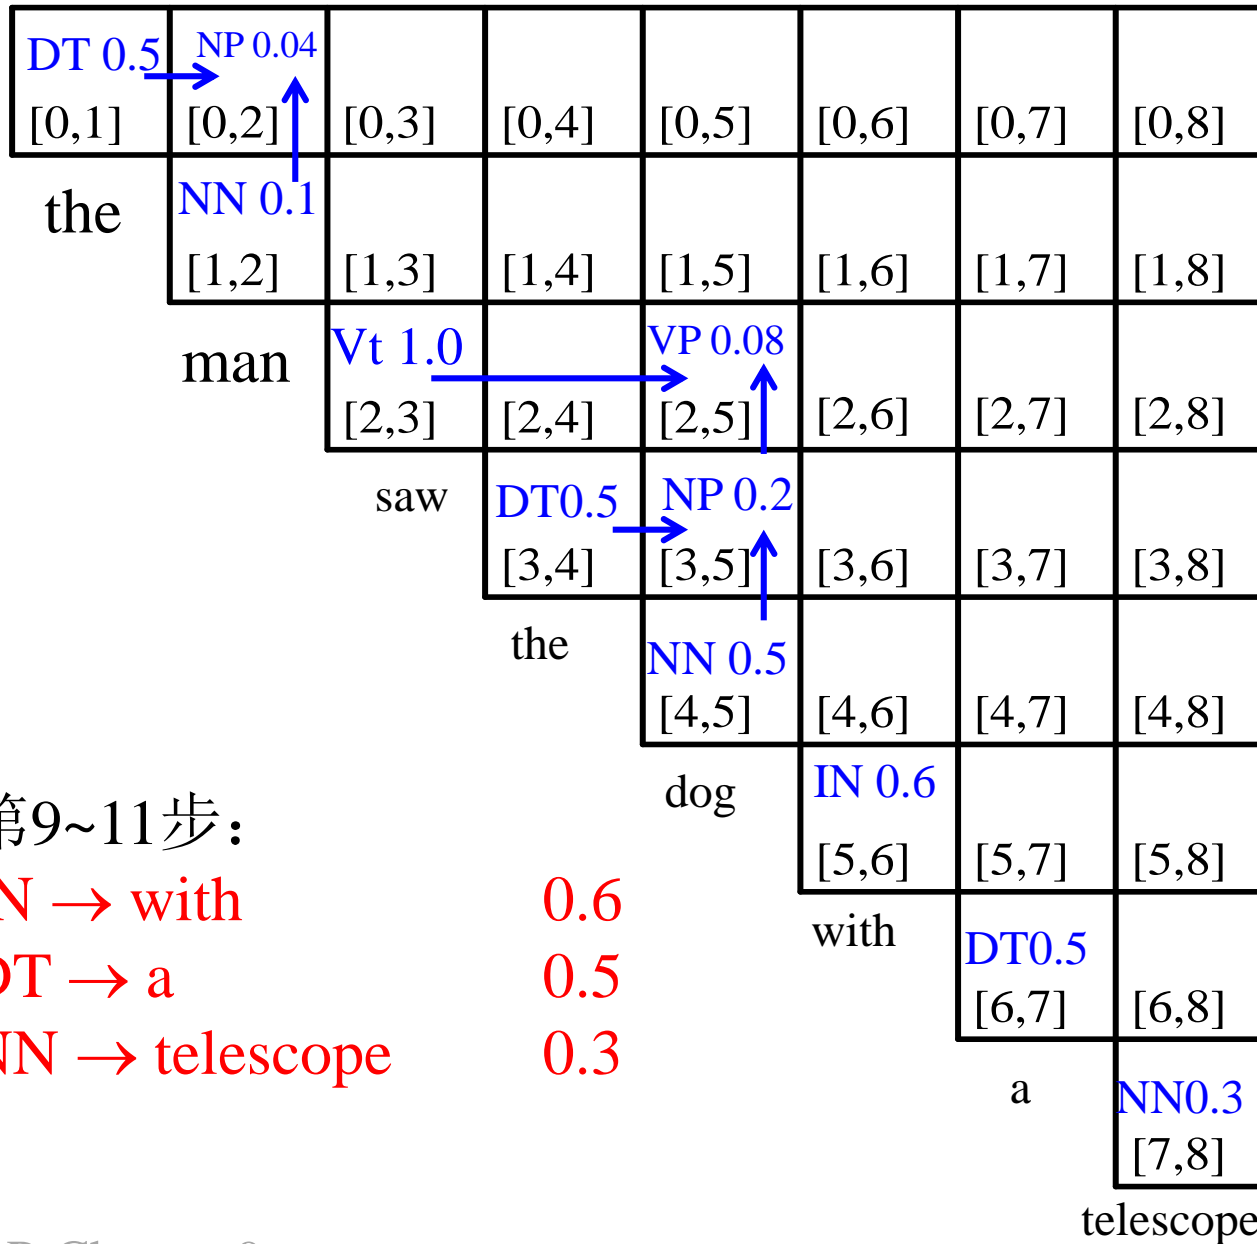 DT 0.5 NP 0.04
[0,1] [0,2] [0,3] [0,4] [0,5] [0,6] [0,7] [0,8]
the NN 0.1
[1,2] [1,3] [1,4] [1,5] [1,6] [1,7] [1,8]
man Vt 1.0 VP 0.08
[2,3] [2,4] [2,5] [2,6] [2,7] [2,8]
saw DT0.5 NP 0.2
[3,4] [3,5] [3,6] [3,7] [3,8]
the NN 0.5
[4,5] [4,6] [4,7] [4,8]
dog IN 0.6
第9~11步：
[5,6] [5,7] [5,8]
N → with 0.6
with DT0.5
DT → a 0.5
[6,7] [6,8]
NN → telescope 0.3
a NN0.3
[7,8]
telescope